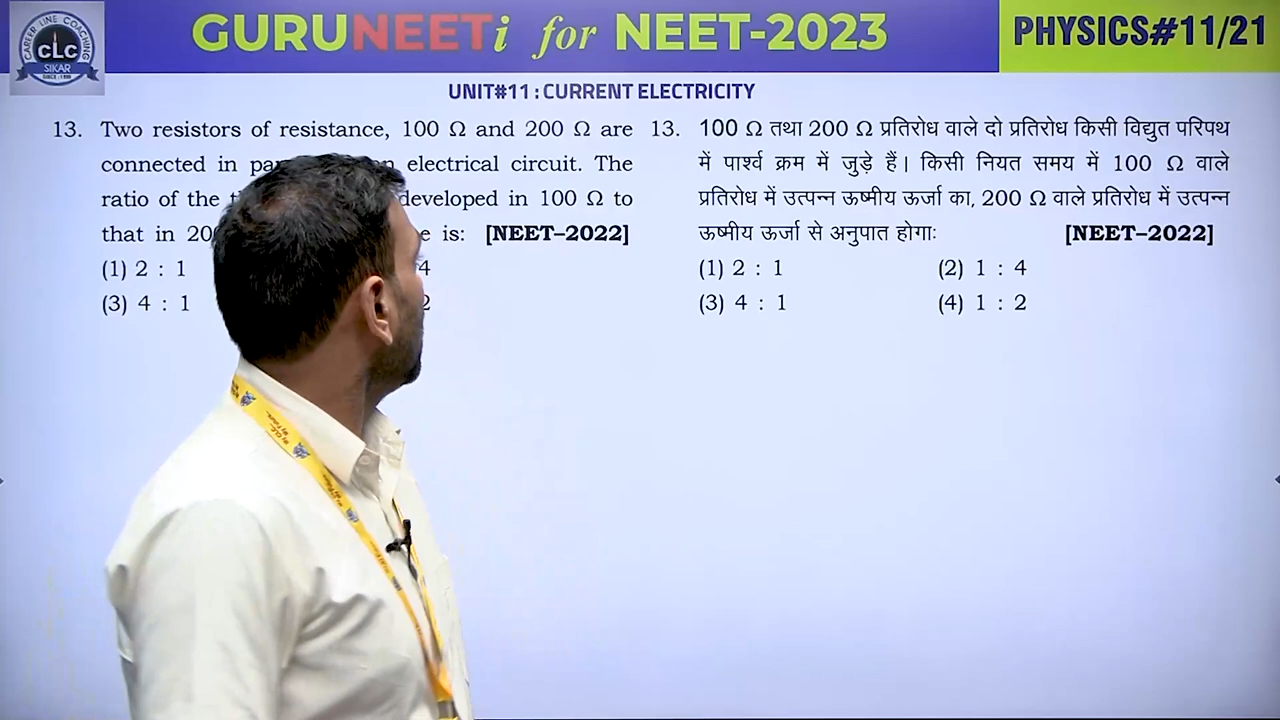 GURUNEETi for NEET-2023
PHYSICS#11/21
CAREER LINE COACHING
CLC
SIKAR
SINCE : 1996
UNIT#11 : CURRENT ELECTRICITY
13. Two resistors of resistance, 100 Ω and 200 Ω are
connected in electrical circuit. The
ratio of the developed in 100 Ω to
that in is: [NEET–2022]
(1) 2 : 1 4
(3) 4 : 1 2
13. 100 Ω तथा 200 Ω प्रतिरोध वाले दो प्रतिरोध किसी विद्युत परिपथ
में पार्श्व क्रम में जुड़े हैं। किसी नियत समय में 100 Ω वाले
प्रतिरोध में उत्पन्न ऊष्मीय ऊर्जा का, 200 Ω वाले प्रतिरोध में उत्पन्न
ऊष्मीय ऊर्जा से अनुपात होगाः [NEET–2022]
(1) 2 : 1 (2) 1 : 4
(3) 4 : 1 (4) 1 : 2